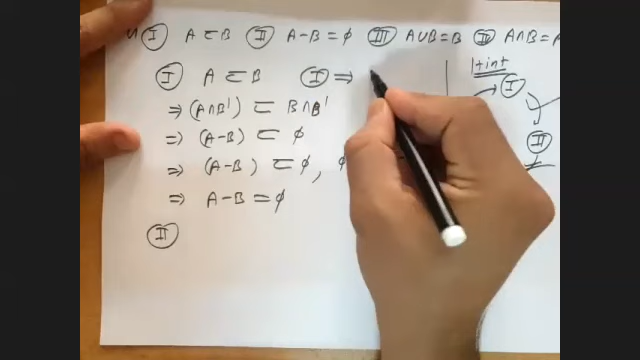 (I) A ⊂ B (II) A - B = ϕ (III) A∪B = B (IV) A∩B = A
(I) A ⊂ B (I) ⇒
⇒ (A∩B') ⊂ B∩B'
⇒ (A-B) ⊂ ϕ
⇒ (A-B) ⊂ ϕ, ϕ
⇒ A-B = ϕ
(II)
Hint
→ (I)
(II)